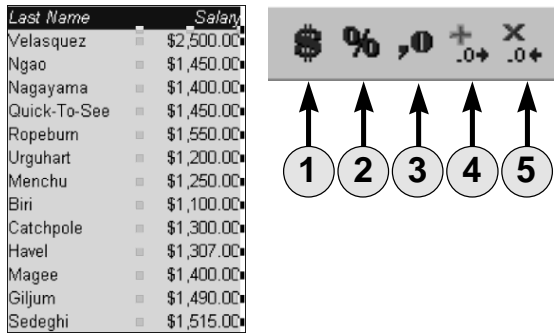 Last Name Salary
Velasquez $2,500.00
Ngao $1,450.00
Nagayama $1,400.00
Quick-To-See $1,450.00
Ropeburn $1,550.00
Urguhart $1,200.00
Menchu $1,250.00
Biri $1,100.00
Catchpole $1,300.00
Havel $1,307.00
Magee $1,400.00
Giljum $1,490.00
Sedeghi $1,515.00
$ % ,0 +.0 x.0
1 2 3 4 5